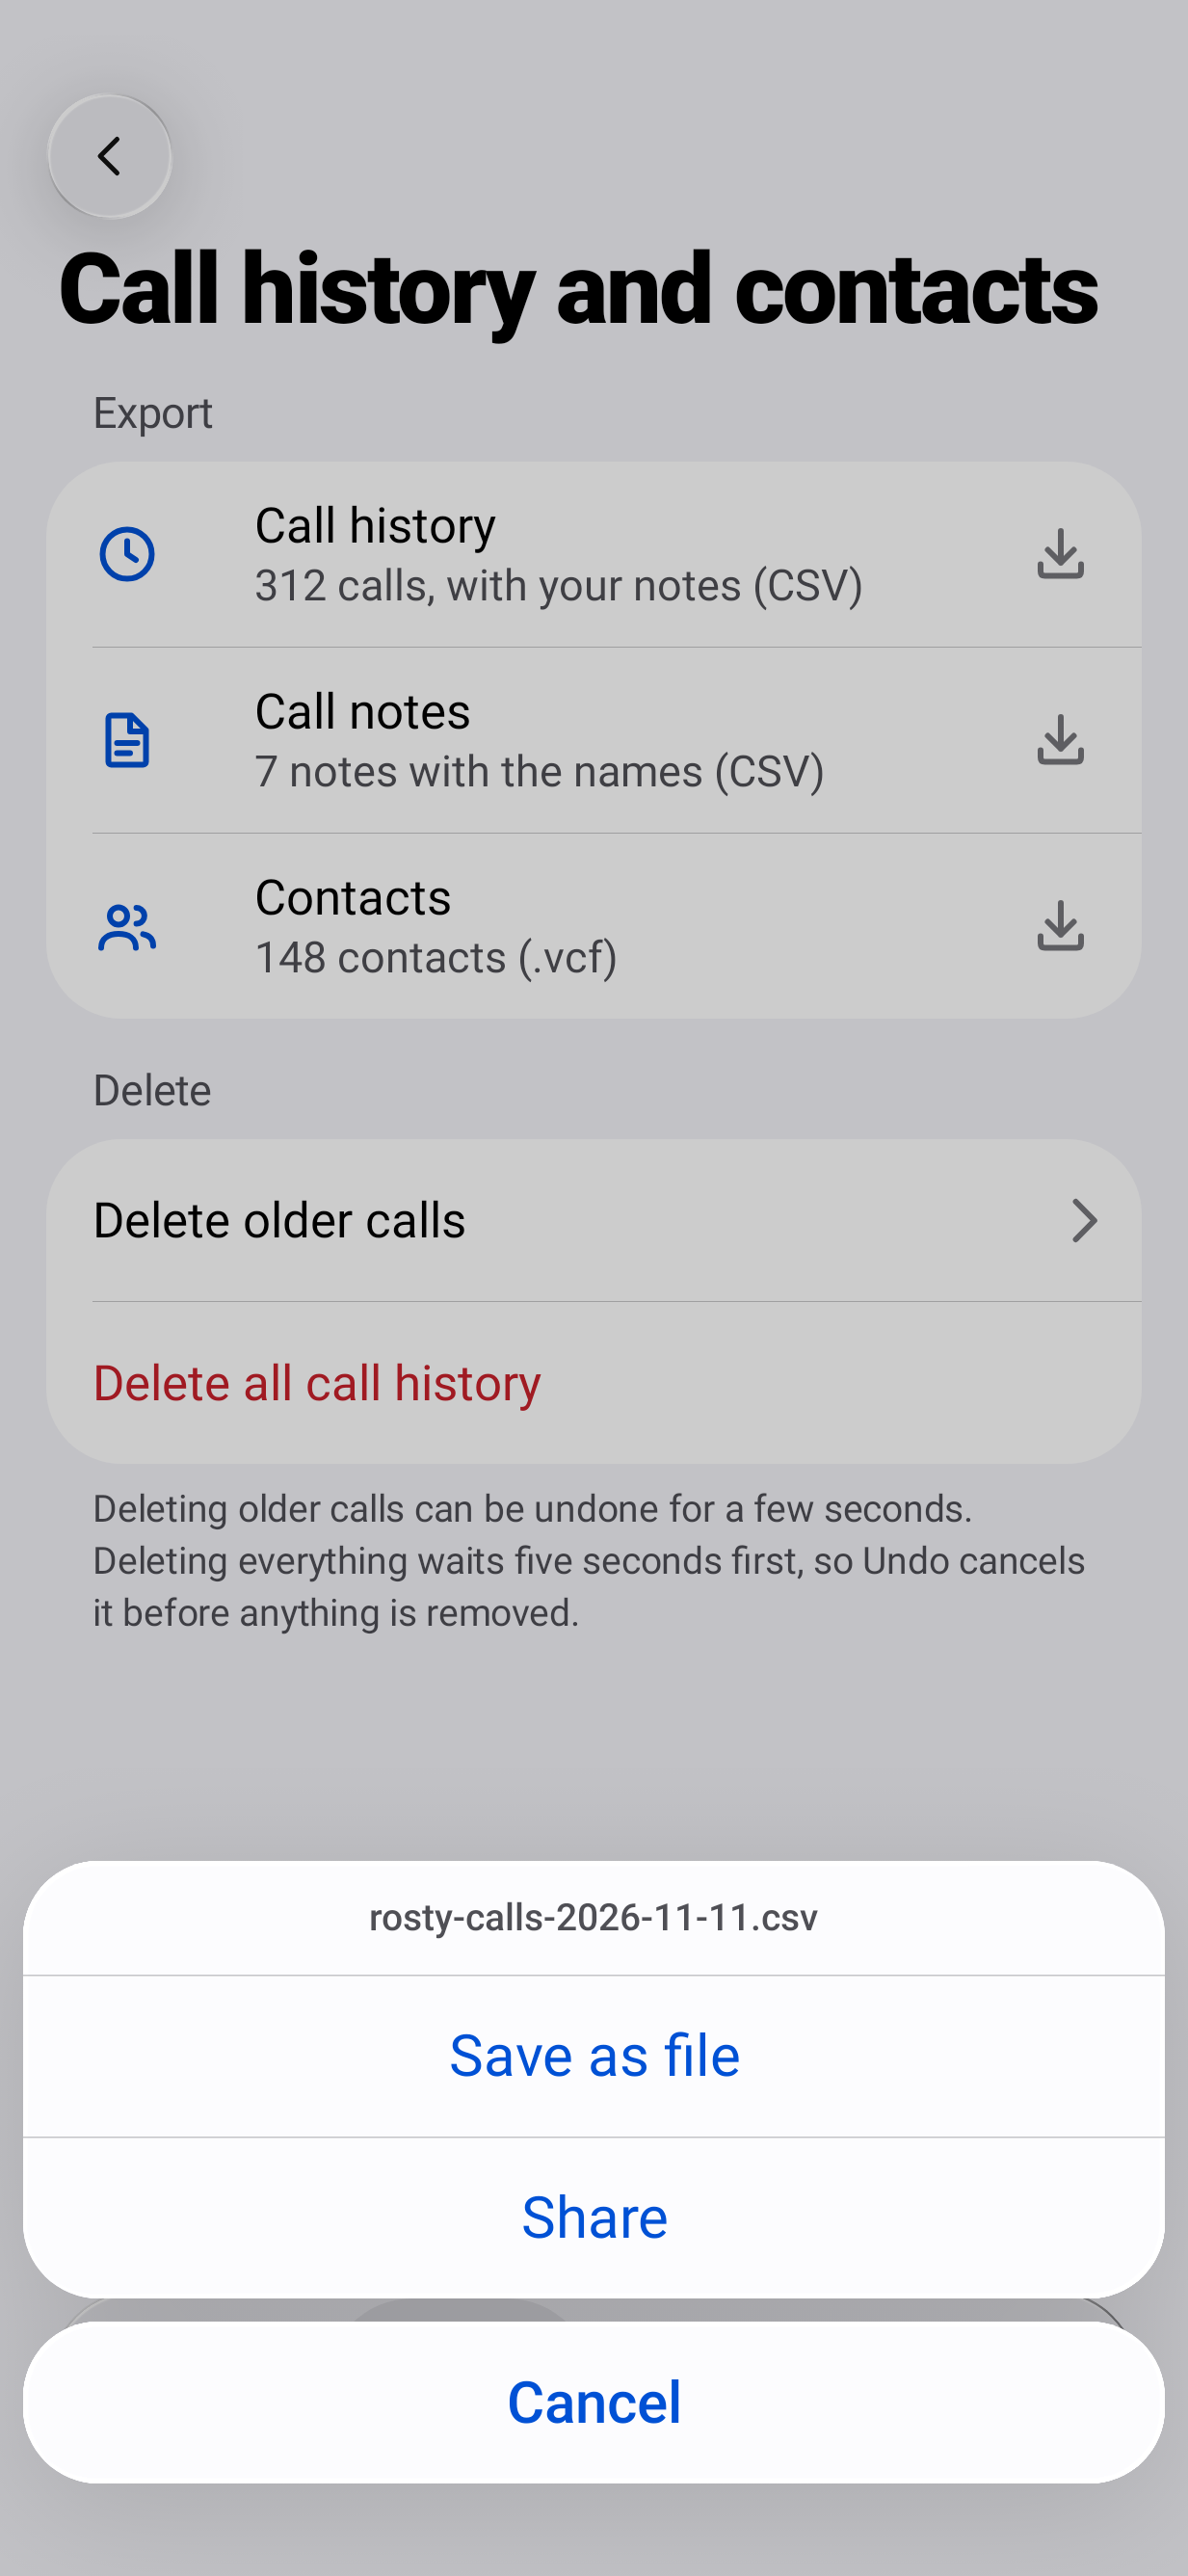 Call history and contacts
Export
Call history
312 calls, with your notes (CSV)
Call notes
7 notes with the names (CSV)
Contacts
148 contacts (.vcf)
Delete
Delete older calls
Delete all call history
Deleting older calls can be undone for a few seconds.
Deleting everything waits five seconds first, so Undo cancels
it before anything is removed.
rosty-calls-2026-11-11.csv
Save as file
Share
Cancel